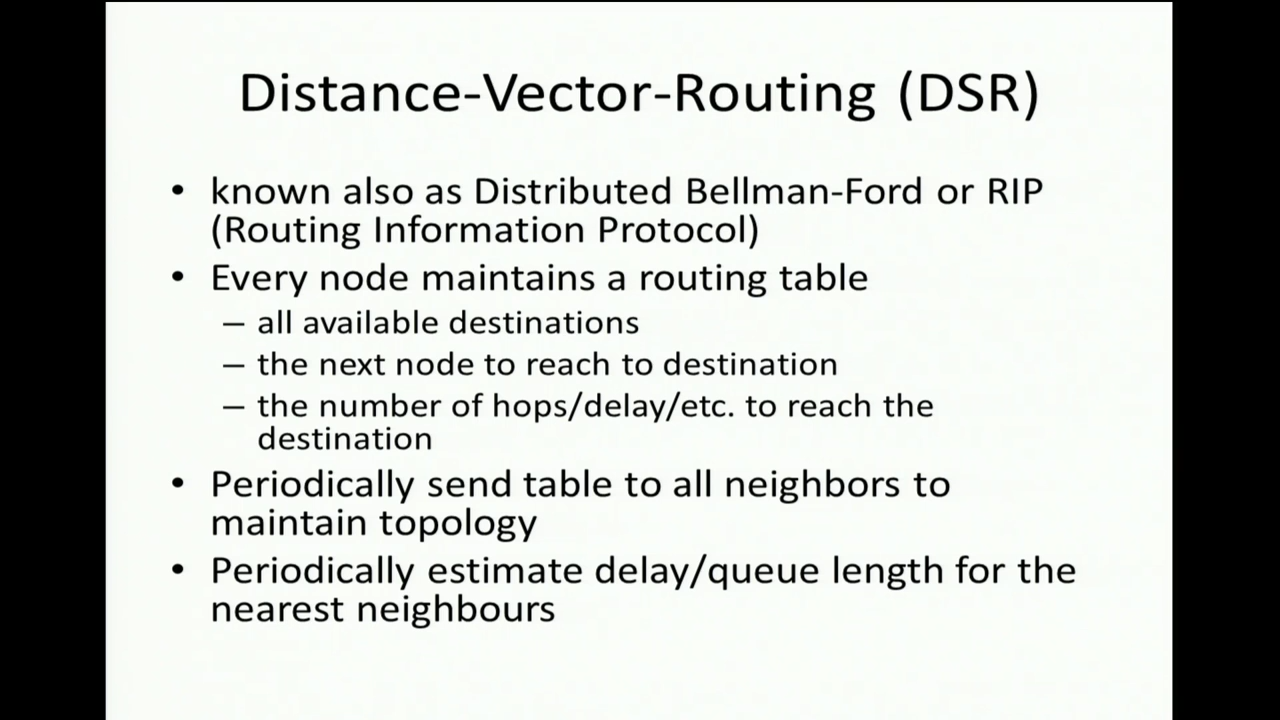 Distance-Vector-Routing (DSR)
• known also as Distributed Bellman-Ford or RIP
(Routing Information Protocol)
• Every node maintains a routing table
– all available destinations
– the next node to reach to destination
– the number of hops/delay/etc. to reach the
destination
• Periodically send table to all neighbors to
maintain topology
• Periodically estimate delay/queue length for the
nearest neighbours